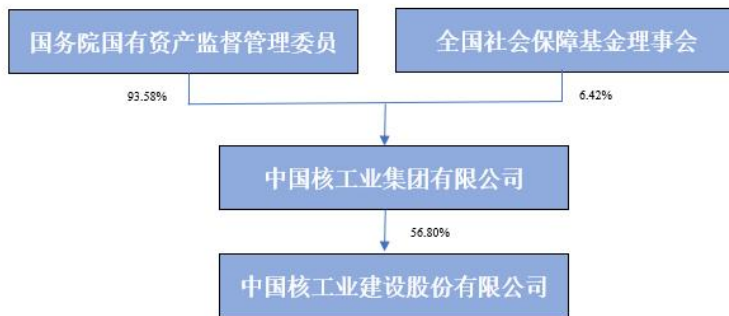 国务院国有资产监督管理委员
全国社会保障基金理事会
93.58%
6.42%
中国核工业集团有限公司
56.80%
中国核工业建设股份有限公司